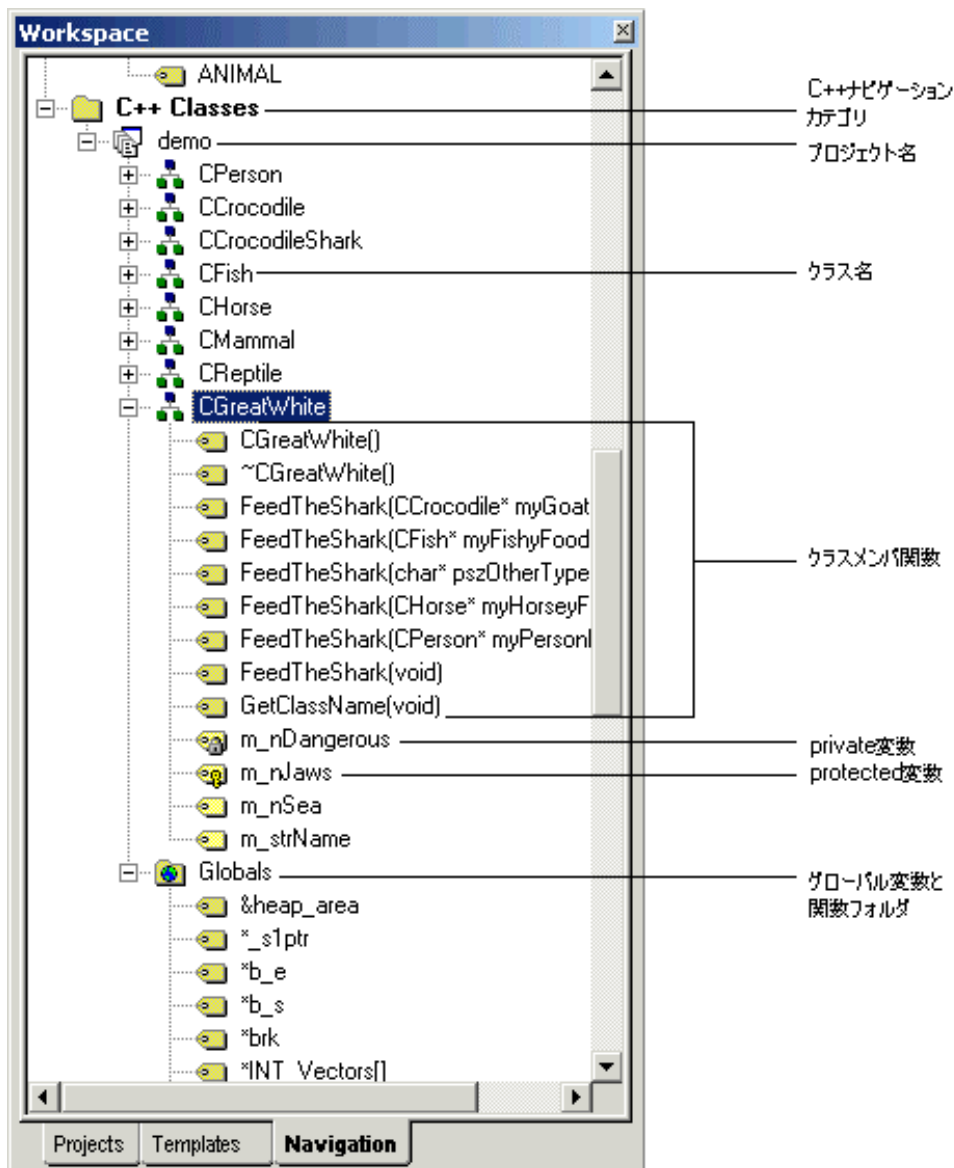 Workspace
ANIMAL
C++ Classes
C++ナビゲーション
カテゴリ
demo
プロジェクト名
CPerson
CCrocodile
CCrocodileShark
CFish
クラス名
CHorse
CMammal
CReptile
CGreatWhite
CGreatWhite()
~CGreatWhite()
FeedTheShark(CCrocodile* myGoat
FeedTheShark(CFish* myFishyFood
FeedTheShark(char* pszOtherType
クラスメンバ関数
FeedTheShark(CHorse* myHorseyF
FeedTheShark(CPerson* myPersonl
FeedTheShark(void)
GetClassName(void)
m_nDangerous
private変数
m_nJaws
protected変数
m_nSea
m_strName
Globals
グローバル変数と
関数フォルダ
&heap_area
*_s1ptr
*b_e
*b_s
*brk
*INT_Vectors[]
Projects
Templates
Navigation